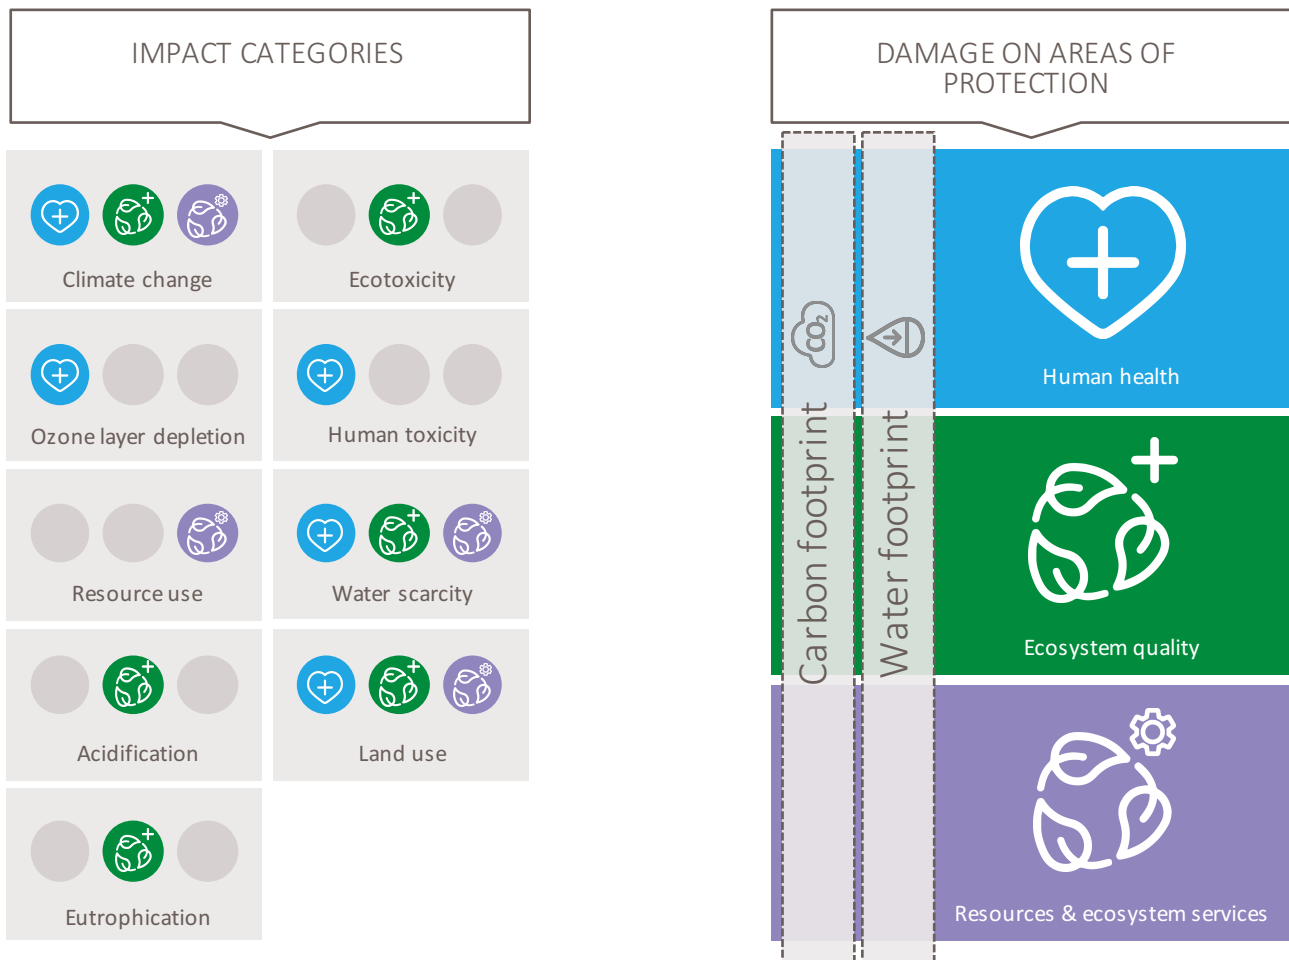 IMPACT CATEGORIES
Climate change
Ecotoxicity
Ozone layer depletion
Human toxicity
Resource use
Water scarcity
Acidification
Land use
Eutrophication
DAMAGE ON AREAS OF
PROTECTION
Carbon footprint
CO2
Water footprint
Human health
Ecosystem quality
Resources & ecosystem services